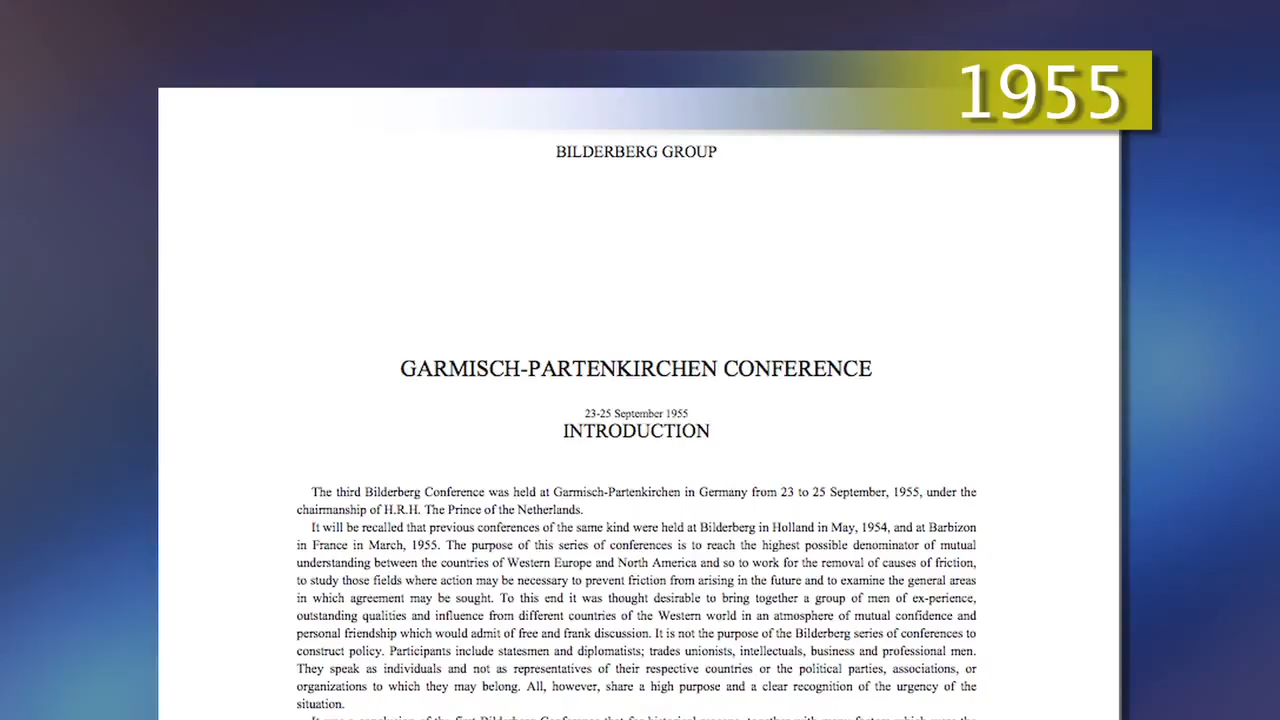 1955
BILDERBERG GROUP
GARMISCH-PARTENKIRCHEN CONFERENCE
23-25 September 1955
INTRODUCTION
The third Bilderberg Conference was held at Garmisch-Partenkirchen in Germany from 23 to 25 September, 1955, under the
chairmanship of H.R.H. The Prince of the Netherlands.
It will be recalled that previous conferences of the same kind were held at Bilderberg in Holland in May, 1954, and at Barbizon
in France in March, 1955. The purpose of this series of conferences is to reach the highest possible denominator of mutual
understanding between the countries of Western Europe and North America and so to work for the removal of causes of friction,
to study those fields where action may be necessary to prevent friction from arising in the future and to examine the general areas
in which agreement may be sought. To this end it was thought desirable to bring together a group of men of ex-perience,
outstanding qualities and influence from different countries of the Western world in an atmosphere of mutual confidence and
personal friendship which would admit of free and frank discussion. It is not the purpose of the Bilderberg series of conferences to
construct policy. Participants include statesmen and diplomatists; trades unionists, intellectuals, business and professional men.
They speak as individuals and not as representatives of their respective countries or the political parties, associations, or
organizations to which they may belong. All, however, share a high purpose and a clear recognition of the urgency of the
situation.